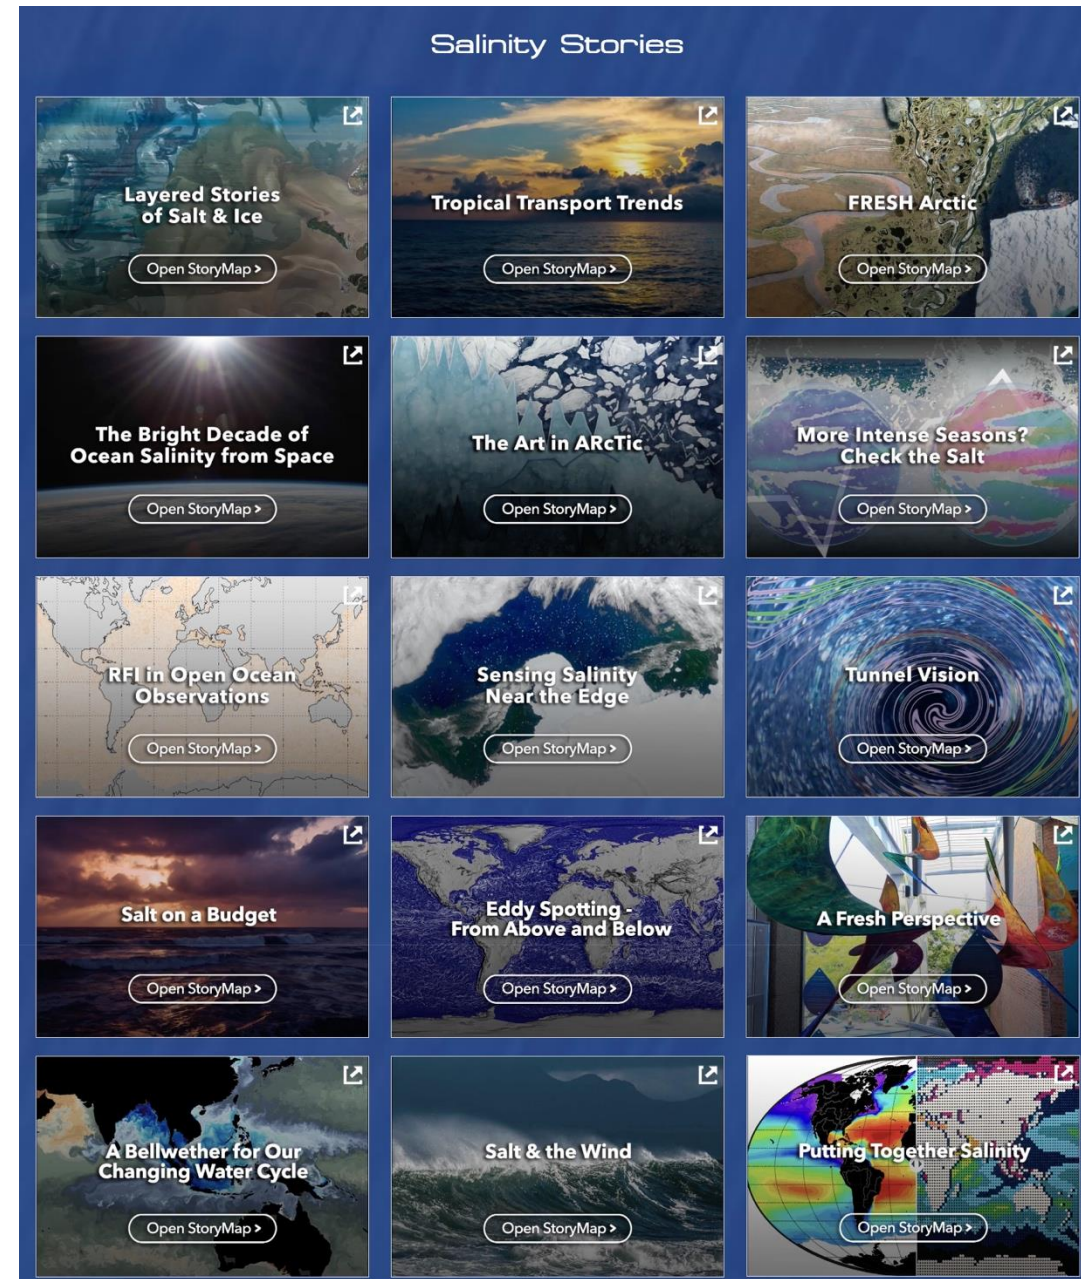 Salinity Stories
Layered Stories
of Salt & Ice
Open StoryMap >
Tropical Transport Trends
Open StoryMap >
FRESH Arctic
Open StoryMap >
The Bright Decade of
Ocean Salinity from Space
Open StoryMap >
The Art in ARcTic
Open StoryMap >
More Intense Seasons?
Check the Salt
Open StoryMap >
RFI in Open Ocean
Observations
Open StoryMap >
Sensing Salinity
Near the Edge
Open StoryMap >
Tunnel Vision
Open StoryMap >
Salt on a Budget
Open StoryMap >
Eddy Spotting -
From Above and Below
Open StoryMap >
A Fresh Perspective
Open StoryMap >
A Bellwether for Our
Changing Water Cycle
Open StoryMap >
Salt & the Wind
Open StoryMap >
Putting Together Salinity
Open StoryMap >